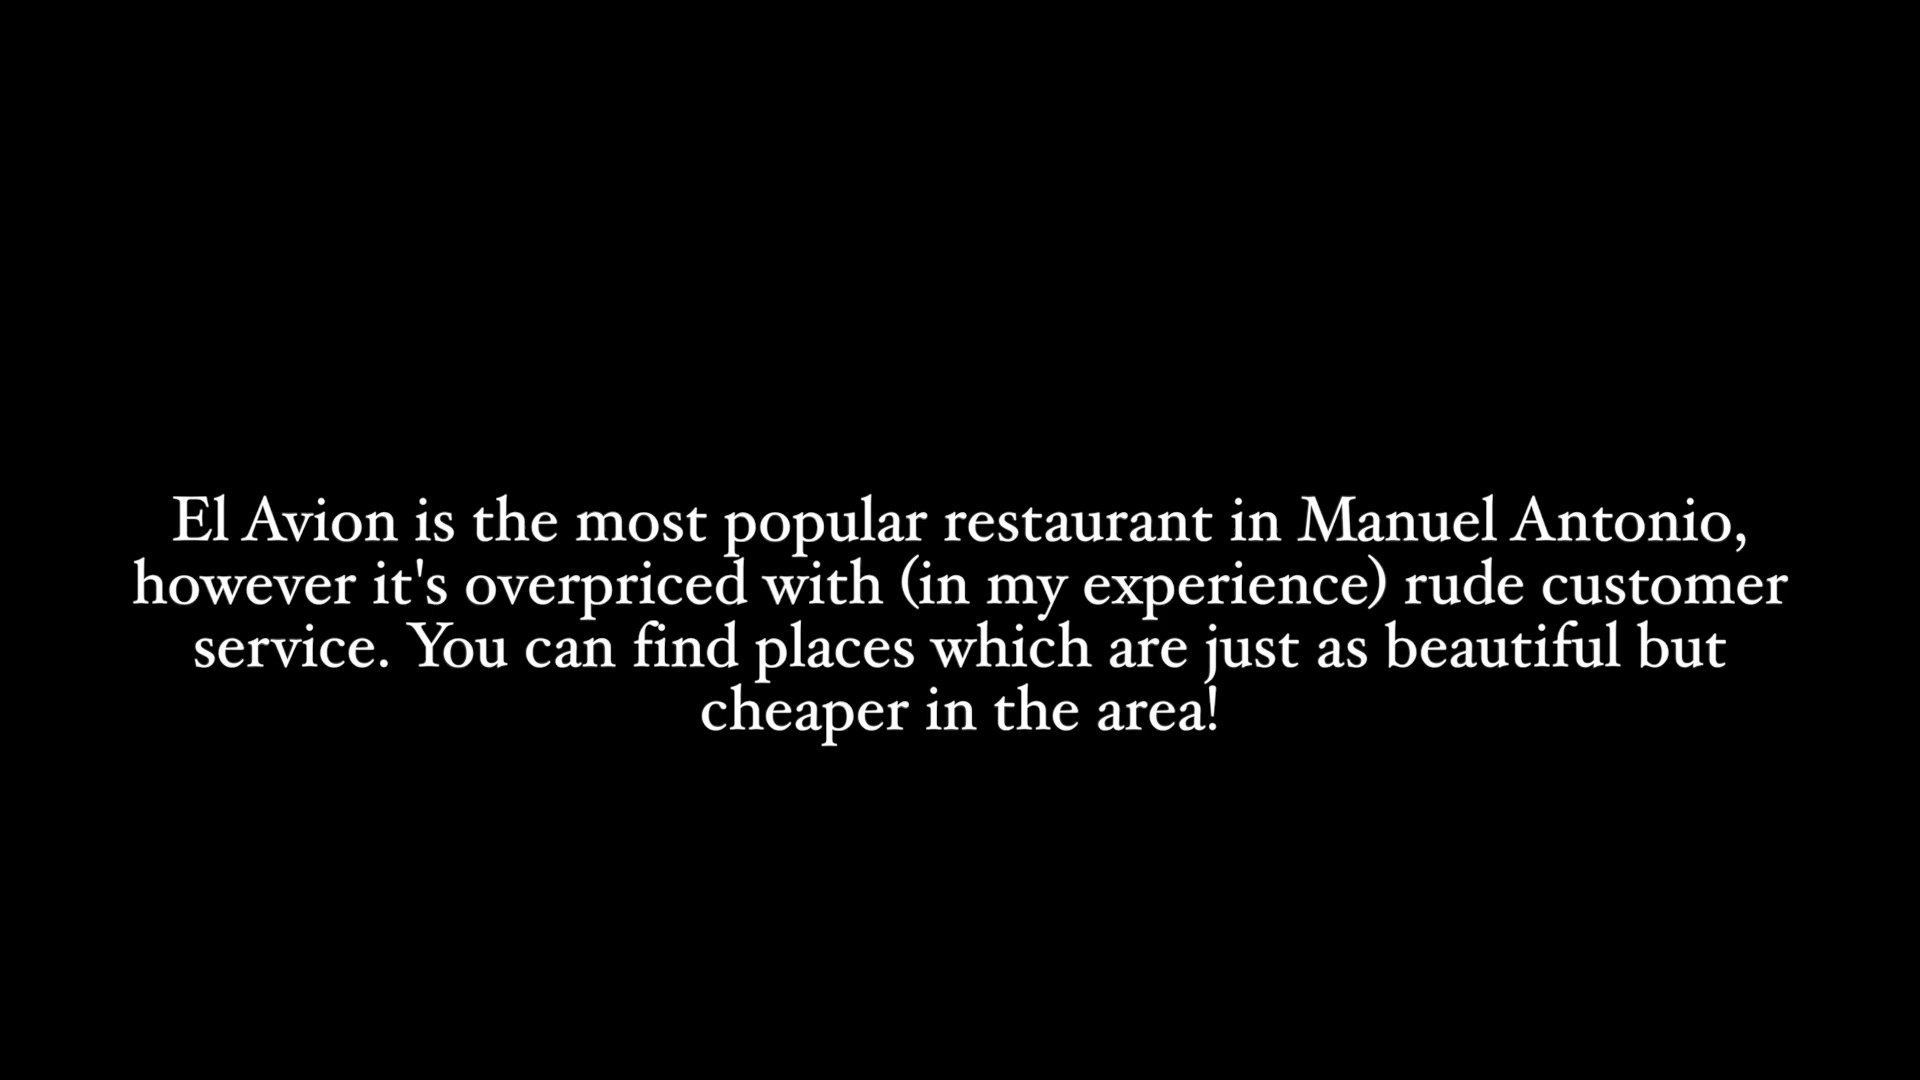 El Avion is the most popular restaurant in Manuel Antonio,
however it's overpriced with (in my experience) rude customer
service. You can find places which are just as beautiful but
cheaper in the area!